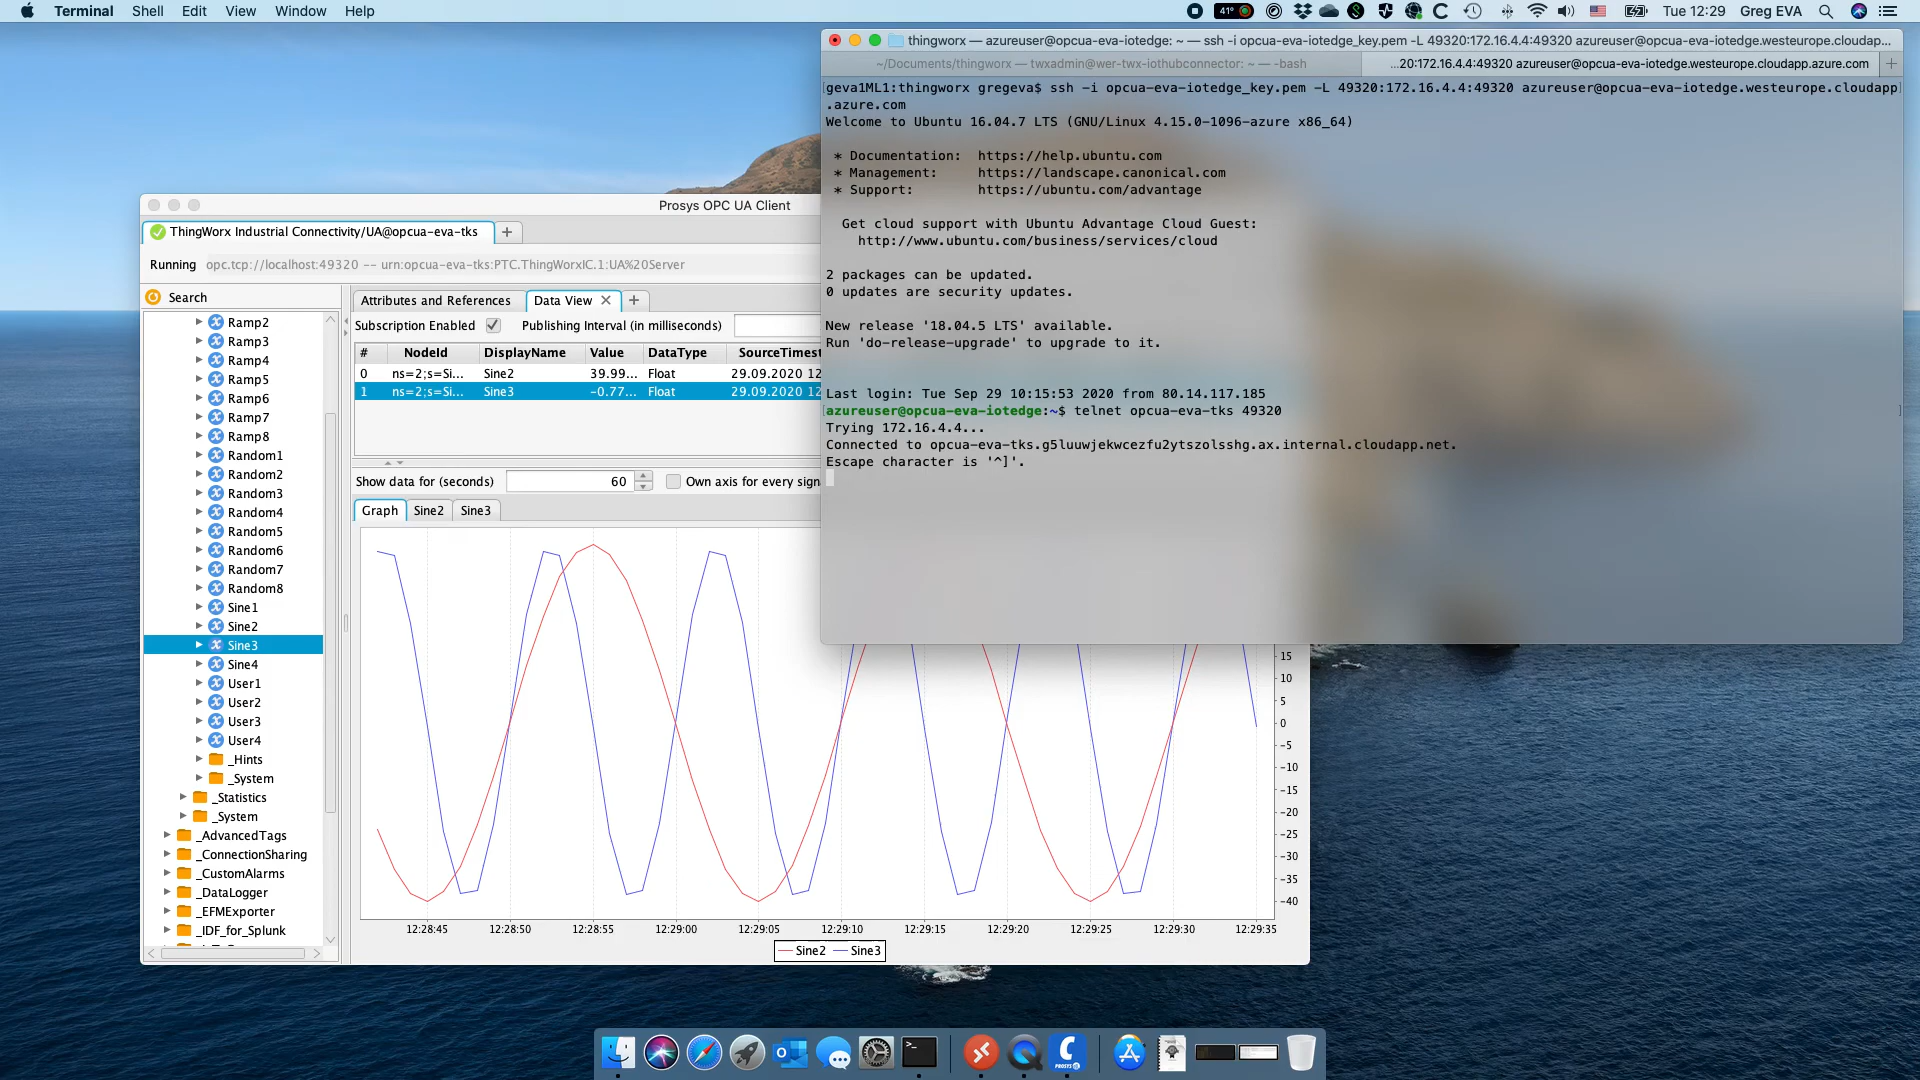 Terminal Shell Edit View Window Help
41° Tue 12:29 Greg EVA
thingworx — azureuser@opcua-eva-iotedge: ~ — ssh -i opcua-eva-iotedge_key.pem -L 49320:172.16.4.4:49320 azureuser@opcua-eva-iotedge.westeurope.cloudap...
~/Documents/thingworx — twxadmin@wer-twx-iothubconnector: ~ — -bash
...20:172.16.4.4:49320 azureuser@opcua-eva-iotedge.westeurope.cloudapp.azure.com
[geva1ML1:thingworx gregeva$ ssh -i opcua-eva-iotedge_key.pem -L 49320:172.16.4.4:49320 azureuser@opcua-eva-iotedge.westeurope.cloudapp]
.azure.com
Welcome to Ubuntu 16.04.7 LTS (GNU/Linux 4.15.0-1096-azure x86_64)
* Documentation: https://help.ubuntu.com
* Management: https://landscape.canonical.com
* Support: https://ubuntu.com/advantage
Get cloud support with Ubuntu Advantage Cloud Guest:
http://www.ubuntu.com/business/services/cloud
2 packages can be updated.
0 updates are security updates.
New release '18.04.5 LTS' available.
Run 'do-release-upgrade' to upgrade to it.
Last login: Tue Sep 29 10:15:53 2020 from 80.14.117.185
[azureuser@opcua-eva-iotedge:~$ telnet opcua-eva-tks 49320 ]
Trying 172.16.4.4...
Connected to opcua-eva-tks.g5luuwjekwcezfu2ytszolsshg.ax.internal.cloudapp.net.
Escape character is '^]'.
Prosys OPC UA Client
ThingWorx Industrial Connectivity/UA@opcua-eva-tks +
Running opc.tcp://localhost:49320 -- urn:opcua-eva-tks:PTC.ThingWorxIC.1:UA%20Server
Search
Ramp2
Ramp3
Ramp4
Ramp5
Ramp6
Ramp7
Ramp8
Random1
Random2
Random3
Random4
Random5
Random6
Random7
Random8
Sine1
Sine2
Sine3
Sine4
User1
User2
User3
User4
_Hints
_System
_Statistics
_System
_AdvancedTags
_ConnectionSharing
_CustomAlarms
_DataLogger
_EFMExporter
_IDF_for_Splunk
Attributes and References Data View +
Subscription Enabled Publishing Interval (in milliseconds)
# NodeId DisplayName Value DataType SourceTimest
0 ns=2;s=Si... Sine2 39.99... Float 29.09.2020 12
1 ns=2;s=Si... Sine3 -0.77... Float 29.09.2020 12
Show data for (seconds) 60 Own axis for every sign
Graph Sine2 Sine3
15
10
5
0
-5
-10
-15
-20
-25
-30
-35
-40
12:28:45 12:28:50 12:28:55 12:29:00 12:29:05 12:29:10 12:29:15 12:29:20 12:29:25 12:29:30 12:29:35
Sine2 Sine3
PROSYS